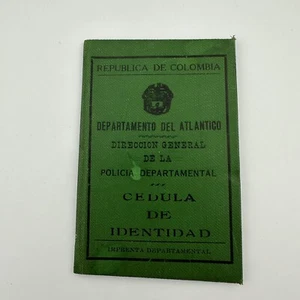 REPUBLICA DE COLOMBIA
DEPARTAMENTO DEL ATLANTICO
DIRECCION GENERAL
DE LA
POLICIA DEPARTAMENTAL
CEDULA
DE
IDENTIDAD
IMPRENTA DEPARTAMENTAL